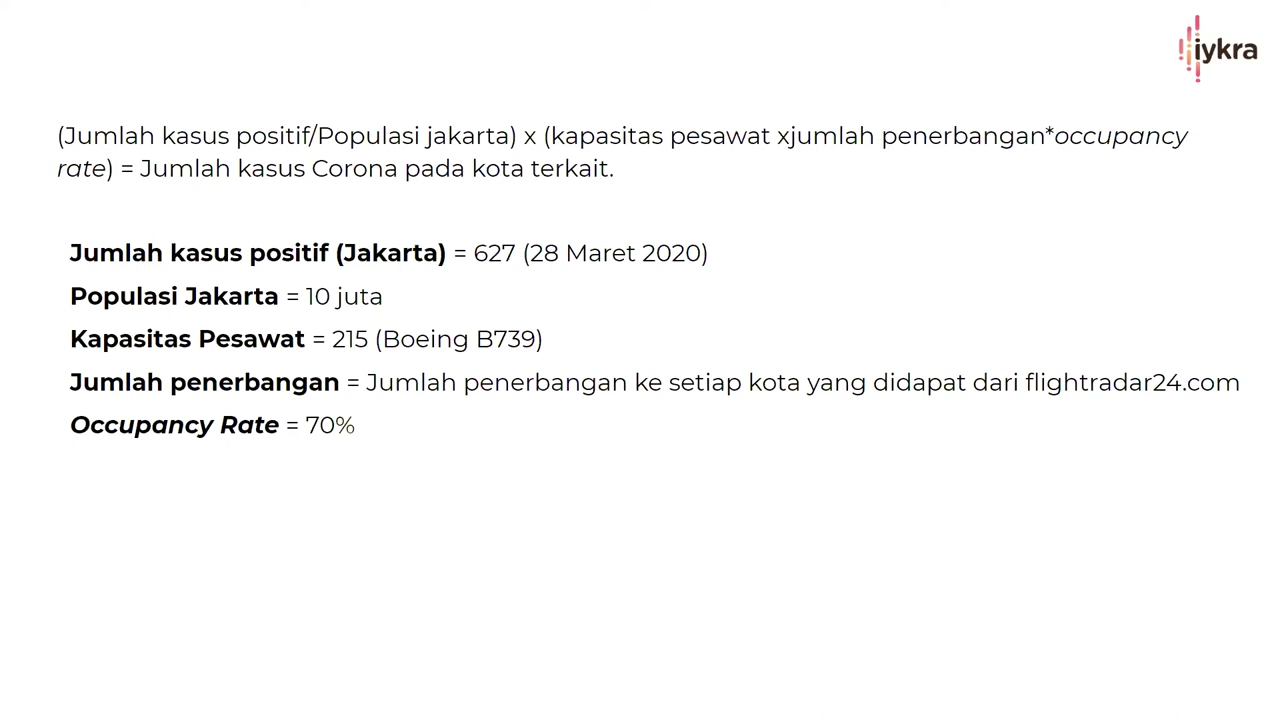 iykra
(Jumlah kasus positif/Populasi jakarta) x (kapasitas pesawat xjumlah penerbangan*occupancy
rate) = Jumlah kasus Corona pada kota terkait.
Jumlah kasus positif (Jakarta) = 627 (28 Maret 2020)
Populasi Jakarta = 10 juta
Kapasitas Pesawat = 215 (Boeing B739)
Jumlah penerbangan = Jumlah penerbangan ke setiap kota yang didapat dari flightradar24.com
Occupancy Rate = 70%